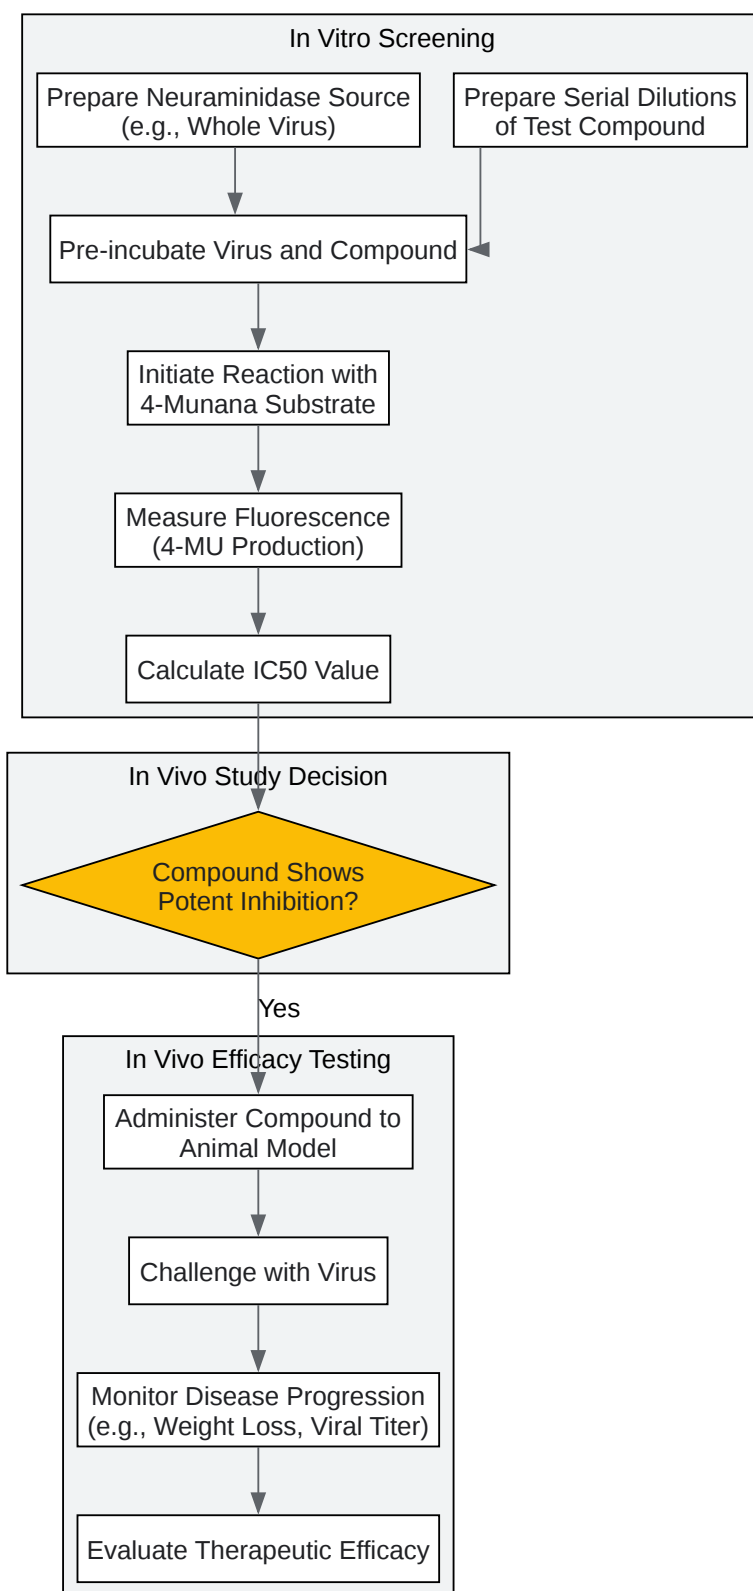 In Vitro Screening
Prepare Neuraminidase Source
(e.g., Whole Virus)
Prepare Serial Dilutions
of Test Compound
Pre-incubate Virus and Compound
Initiate Reaction with
4-Munana Substrate
Measure Fluorescence
(4-MU Production)
Calculate IC50 Value
In Vivo Study Decision
Compound Shows
Potent Inhibition?
Yes
In Vivo Efficacy Testing
Administer Compound to
Animal Model
Challenge with Virus
Monitor Disease Progression
(e.g., Weight Loss, Viral Titer)
Evaluate Therapeutic Efficacy